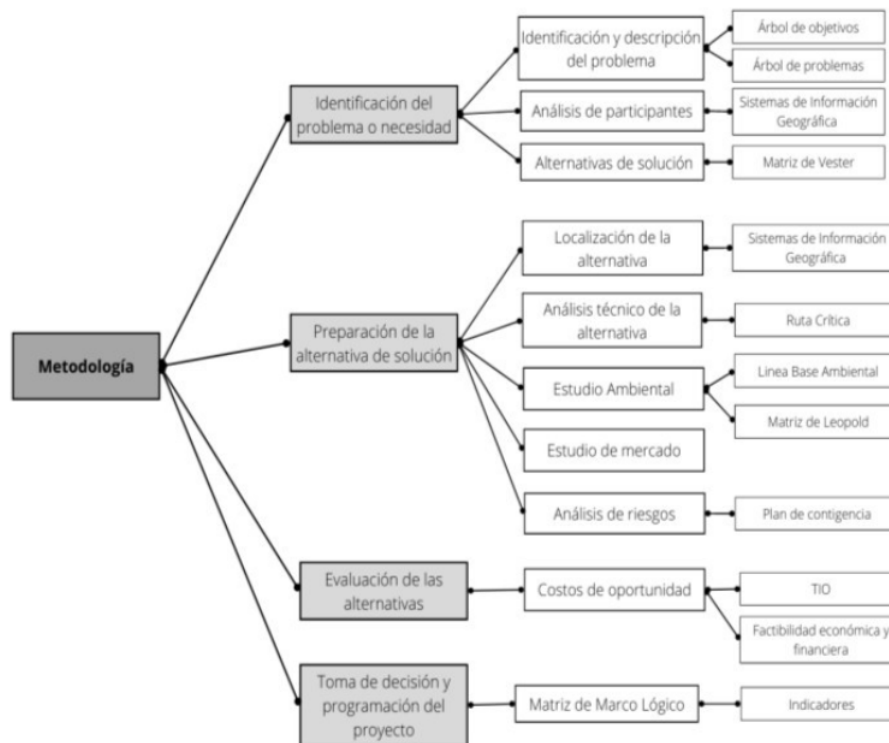 Metodología
Identificación del
problema o necesidad
Identificación y descripción
del problema
Árbol de objetivos
Árbol de problemas
Análisis de participantes
Sistemas de Información
Geográfica
Alternativas de solución
Matriz de Vester
Preparación de la
alternativa de solución
Localización de la
alternativa
Sistemas de Información
Geográfica
Análisis técnico de la
alternativa
Ruta Crítica
Estudio Ambiental
Linea Base Ambiental
Matriz de Leopold
Estudio de mercado
Análisis de riesgos
Plan de contigencia
Evaluación de las
alternativas
Costos de oportunidad
TIO
Factibilidad económica y
financiera
Toma de decisión y
programación del
proyecto
Matriz de Marco Lógico
Indicadores